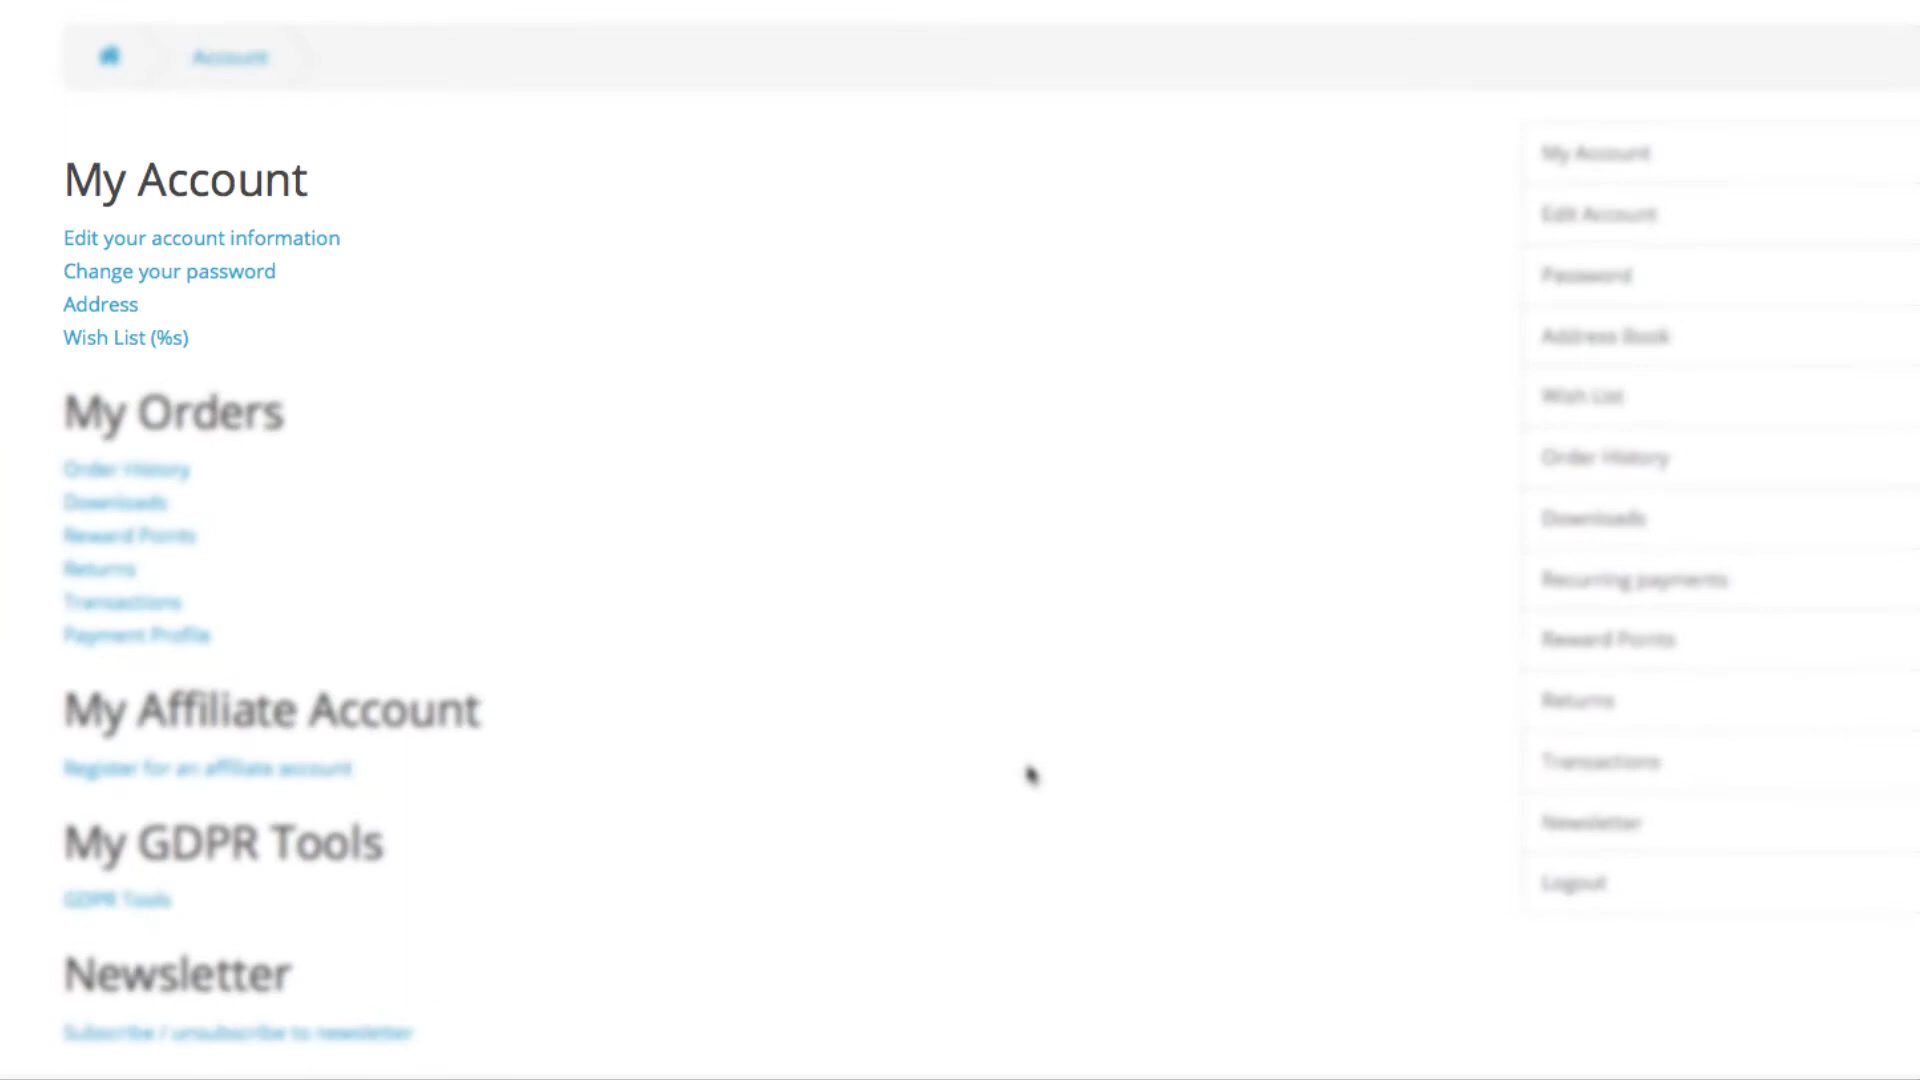 Account
My Account
Edit your account information
Change your password
Address
Wish List (%s)
My Orders
Order History
Downloads
Reward Points
Returns
Transactions
Payment Profile
My Affiliate Account
Register for an affiliate account
My GDPR Tools
GDPR Tools
Newsletter
Subscribe / unsubscribe to newsletter
My Account
Edit Account
Password
Address Book
Wish List
Order History
Downloads
Recurring payments
Reward Points
Returns
Transactions
Newsletter
Logout